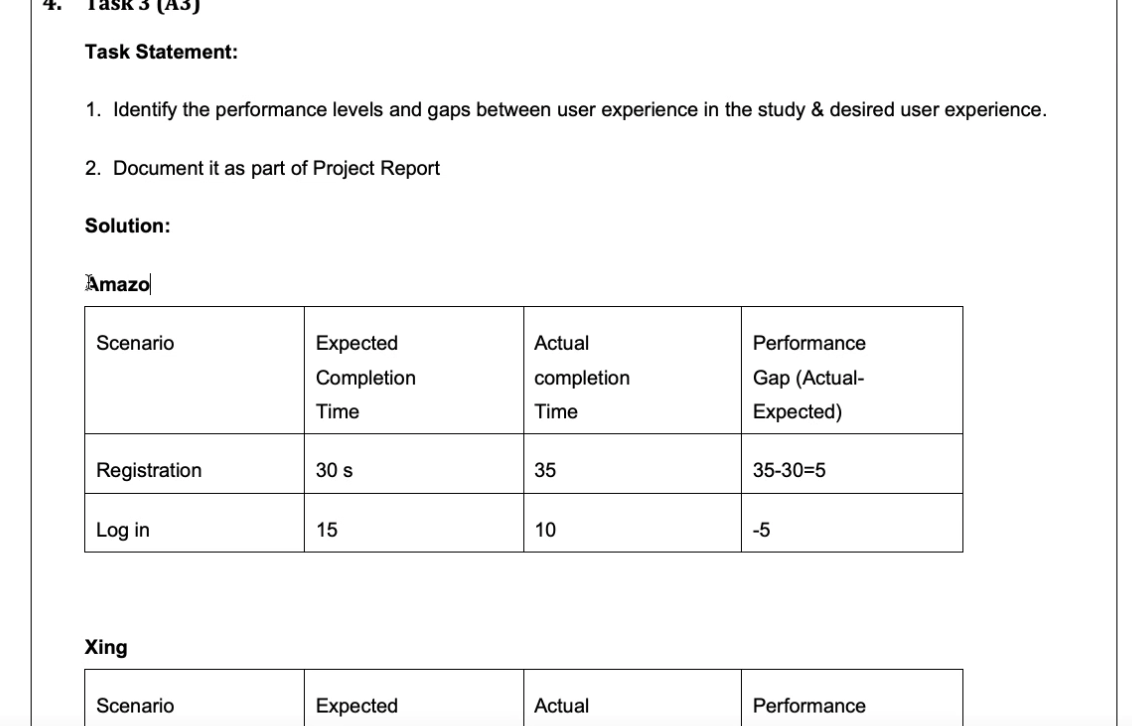 4. Task 3 (A3)
Task Statement:
1. Identify the performance levels and gaps between user experience in the study & desired user experience.
2. Document it as part of Project Report
Solution:
Amazo
Scenario
Expected
Completion
Time
Actual
completion
Time
Performance
Gap (Actual-
Expected)
Registration
30 s
35
35-30=5
Log in
15
10
-5
Xing
Scenario
Expected
Actual
Performance